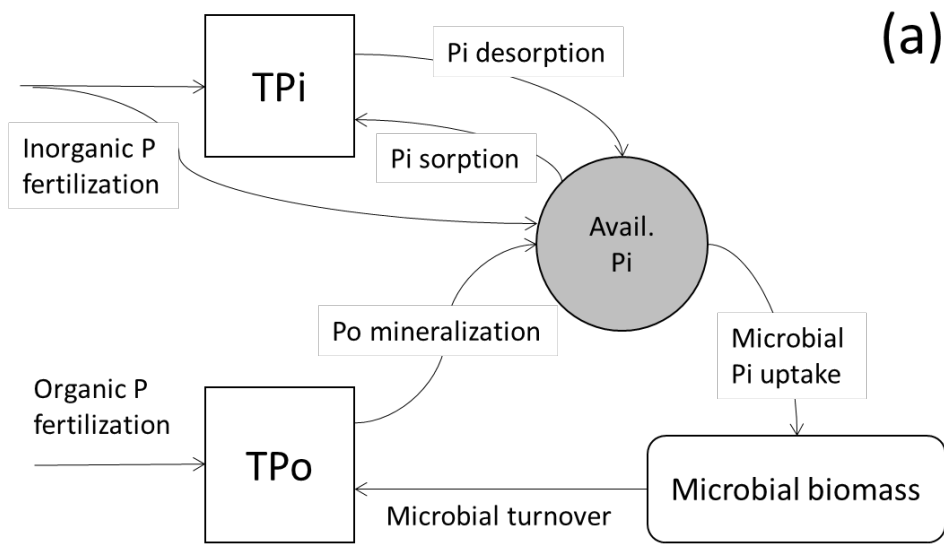 (a)
Pi desorption
TPi
Pi sorption
Inorganic P
fertilization
Avail.
Pi
Po mineralization
Microbial
Pi uptake
Organic P
fertilization
TPo
Microbial biomass
Microbial turnover